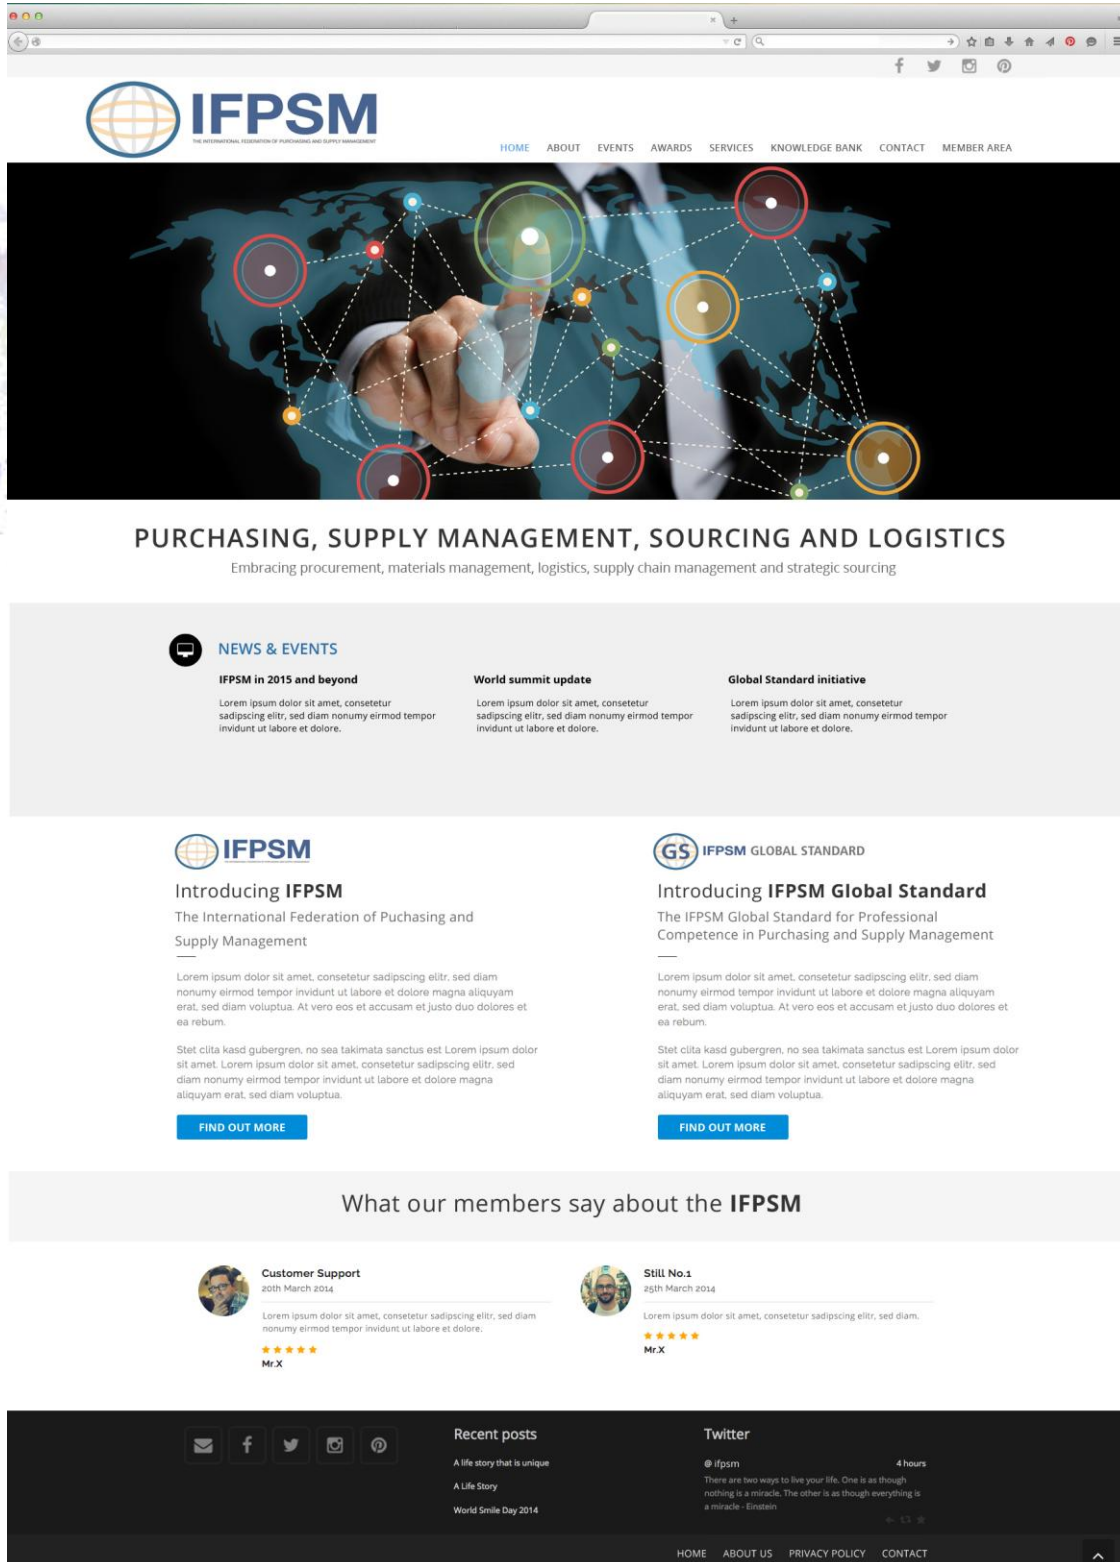 IFPSM
THE INTERNATIONAL FEDERATION OF PURCHASING AND SUPPLY MANAGEMENT
HOME ABOUT EVENTS AWARDS SERVICES KNOWLEDGE BANK CONTACT MEMBER AREA
PURCHASING, SUPPLY MANAGEMENT, SOURCING AND LOGISTICS
Embracing procurement, materials management, logistics, supply chain management and strategic sourcing
NEWS & EVENTS
IFPSM in 2015 and beyond
Lorem ipsum dolor sit amet, consetetur
sadipscing elitr, sed diam nonumy eirmod tempor
invidunt ut labore et dolore.
World summit update
Lorem ipsum dolor sit amet, consetetur
sadipscing elitr, sed diam nonumy eirmod tempor
invidunt ut labore et dolore.
Global Standard initiative
Lorem ipsum dolor sit amet, consetetur
sadipscing elitr, sed diam nonumy eirmod tempor
invidunt ut labore et dolore.
IFPSM
Introducing IFPSM
The International Federation of Puchasing and
Supply Management
Lorem ipsum dolor sit amet, consetetur sadipscing elitr, sed diam
nonumy eirmod tempor invidunt ut labore et dolore magna aliquyam
erat, sed diam voluptua. At vero eos et accusam et justo duo dolores et
ea rebum.
Stet clita kasd gubergren, no sea takimata sanctus est Lorem ipsum dolor
sit amet. Lorem ipsum dolor sit amet, consetetur sadipscing elitr, sed
diam nonumy eirmod tempor invidunt ut labore et dolore magna
aliquyam erat, sed diam voluptua.
FIND OUT MORE
GS IFPSM GLOBAL STANDARD
Introducing IFPSM Global Standard
The IFPSM Global Standard for Professional
Competence in Purchasing and Supply Management
Lorem ipsum dolor sit amet, consetetur sadipscing elitr, sed diam
nonumy eirmod tempor invidunt ut labore et dolore magna aliquyam
erat, sed diam voluptua. At vero eos et accusam et justo duo dolores et
ea rebum.
Stet clita kasd gubergren, no sea takimata sanctus est Lorem ipsum dolor
sit amet. Lorem ipsum dolor sit amet, consetetur sadipscing elitr, sed
diam nonumy eirmod tempor invidunt ut labore et dolore magna
aliquyam erat, sed diam voluptua.
FIND OUT MORE
What our members say about the IFPSM
Customer Support
20th March 2014
Lorem ipsum dolor sit amet, consetetur sadipscing elitr, sed diam
nonumy eirmod tempor invidunt ut labore et dolore.
Mr.X
Still No.1
25th March 2014
Lorem ipsum dolor sit amet, consetetur sadipscing elitr, sed diam.
Mr.X
Recent posts
A life story that is unique
A Life Story
World Smile Day 2014
Twitter
@ ifpsm 4 hours
There are two ways to live your life. One is as though
nothing is a miracle. The other is as though everything is
a miracle - Einstein
HOME ABOUT US PRIVACY POLICY CONTACT